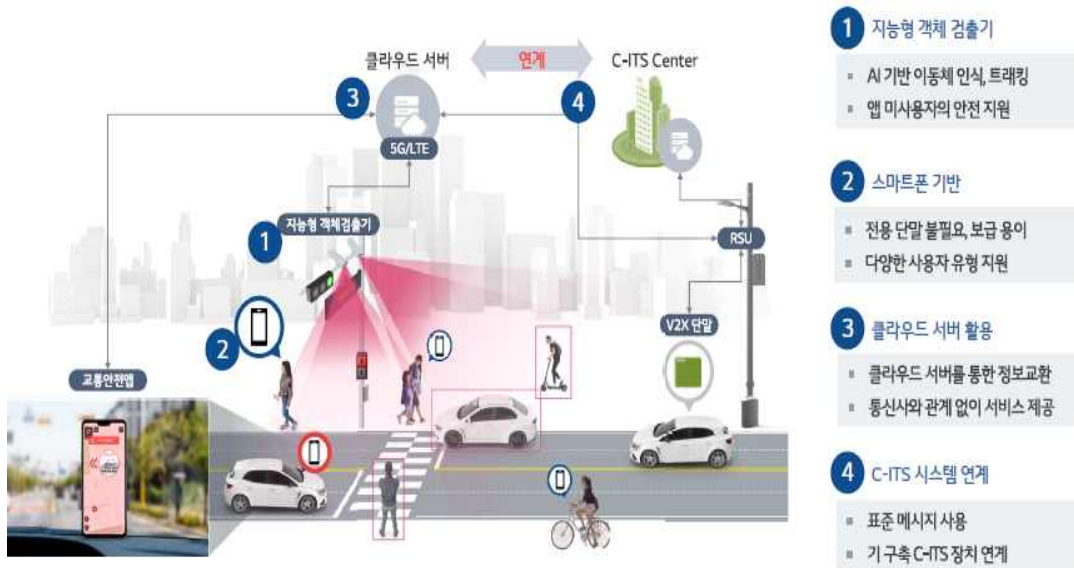 클라우드 서버
연계
C-ITS Center
3
4
5G/LTE
1
지능형 객체검출기
RSU
2
V2X 단말
교통안전앱
1 지능형 객체 검출기
AI 기반 이동체 인식, 트래킹
앱 미사용자의 안전 지원
2 스마트폰 기반
전용 단말 불필요, 보급 용이
다양한 사용자 유형 지원
3 클라우드 서버 활용
클라우드 서버를 통한 정보교환
통신사와 관계 없이 서비스 제공
4 C-ITS 시스템 연계
표준 메시지 사용
기 구축 C-ITS 장치 연계